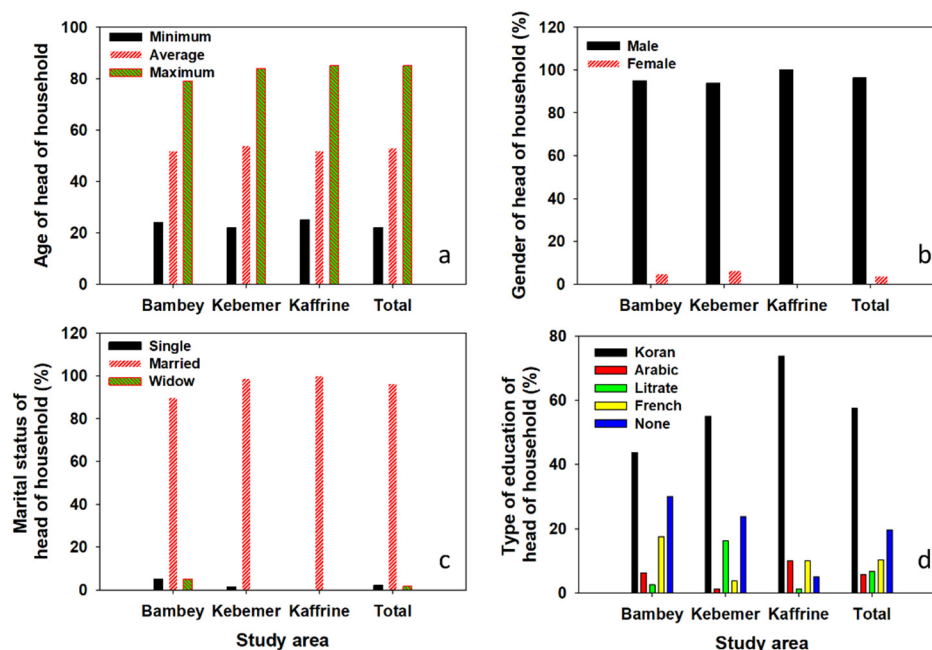 Age of head of household
100
80
60
40
20
0
Minimum
Average
Maximum
a
Bambey Kebemer Kaffrine Total
Gender of head of household (%)
120
100
80
60
40
20
0
Male
Female
b
Bambey Kebemer Kaffrine Total
Marital status of
head of household (%)
120
100
80
60
40
20
0
Single
Married
Widow
c
Bambey Kebemer Kaffrine Total
Study area
Type of education of
head of household (%)
80
60
40
20
0
Koran
Arabic
Litrate
French
None
d
Bambey Kebemer Kaffrine Total
Study area